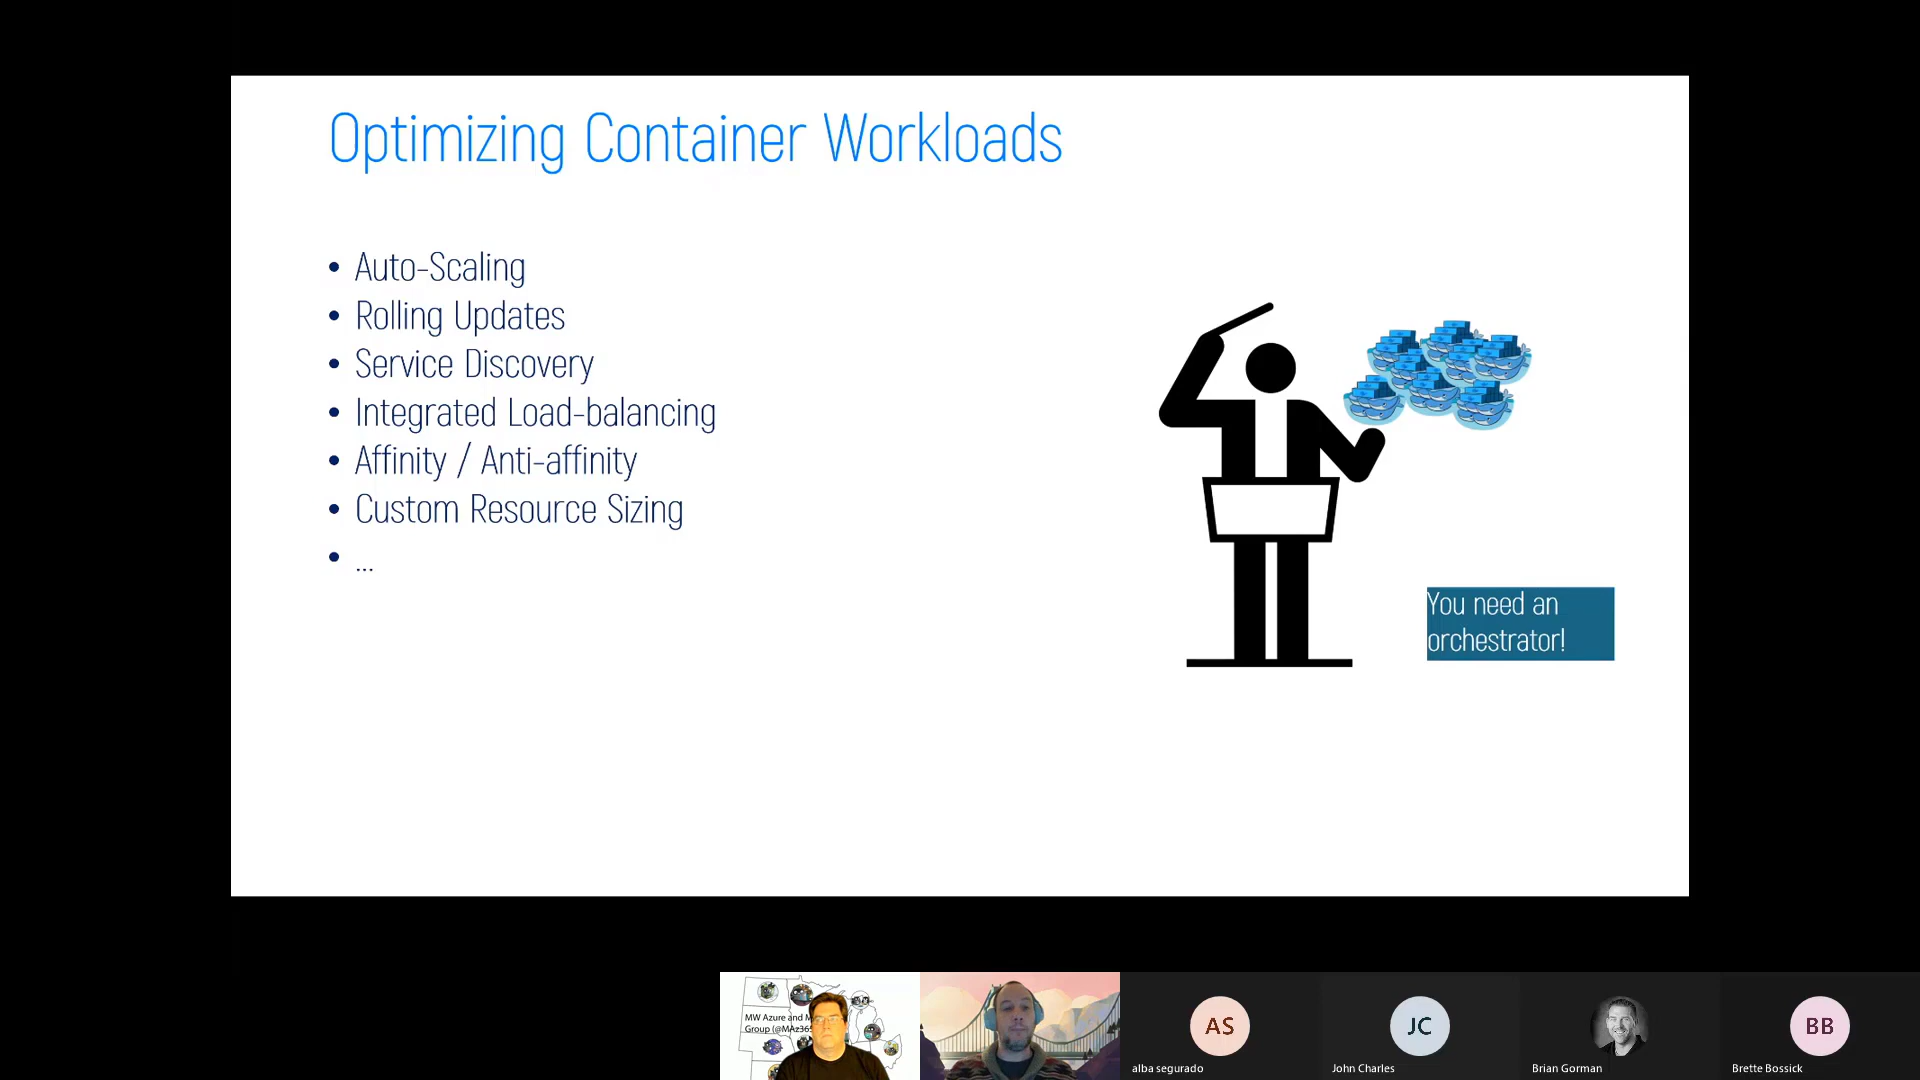 Optimizing Container Workloads
• Auto-Scaling
• Rolling Updates
• Service Discovery
• Integrated Load-balancing
• Affinity / Anti-affinity
• Custom Resource Sizing
• ...
You need an
orchestrator!
MW Azure and M
Group (@MAz365
AS
alba segurado
JC
John Charles
Brian Gorman
BB
Brette Bossick